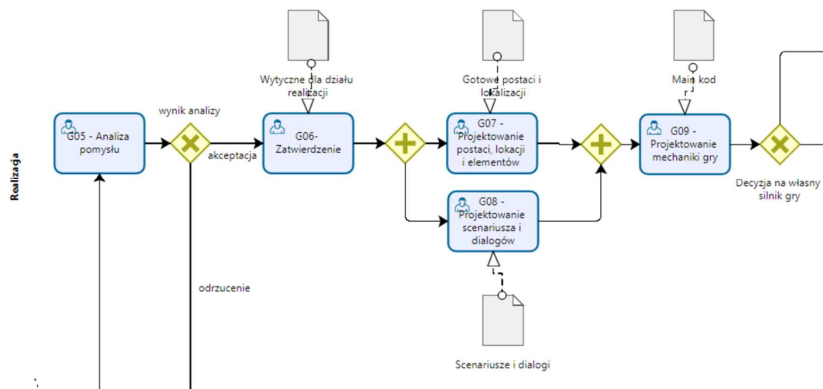 Realizacja
Wytyczne dla działu
realizacji
Gotowe postaci i
lokalizacji
Main kod
wynik analizy
G05 - Analiza
pomysłu
akceptacja
G06-
Zatwierdzenie
G07 -
Projektowanie
postaci, lokacji
i elementów
G09 -
Projektowanie
mechaniki gry
Decyzja na własny
silnik gry
G08 -
Projektowanie
scenariusza i
dialogów
odrzucenie
Scenariusze i dialogi